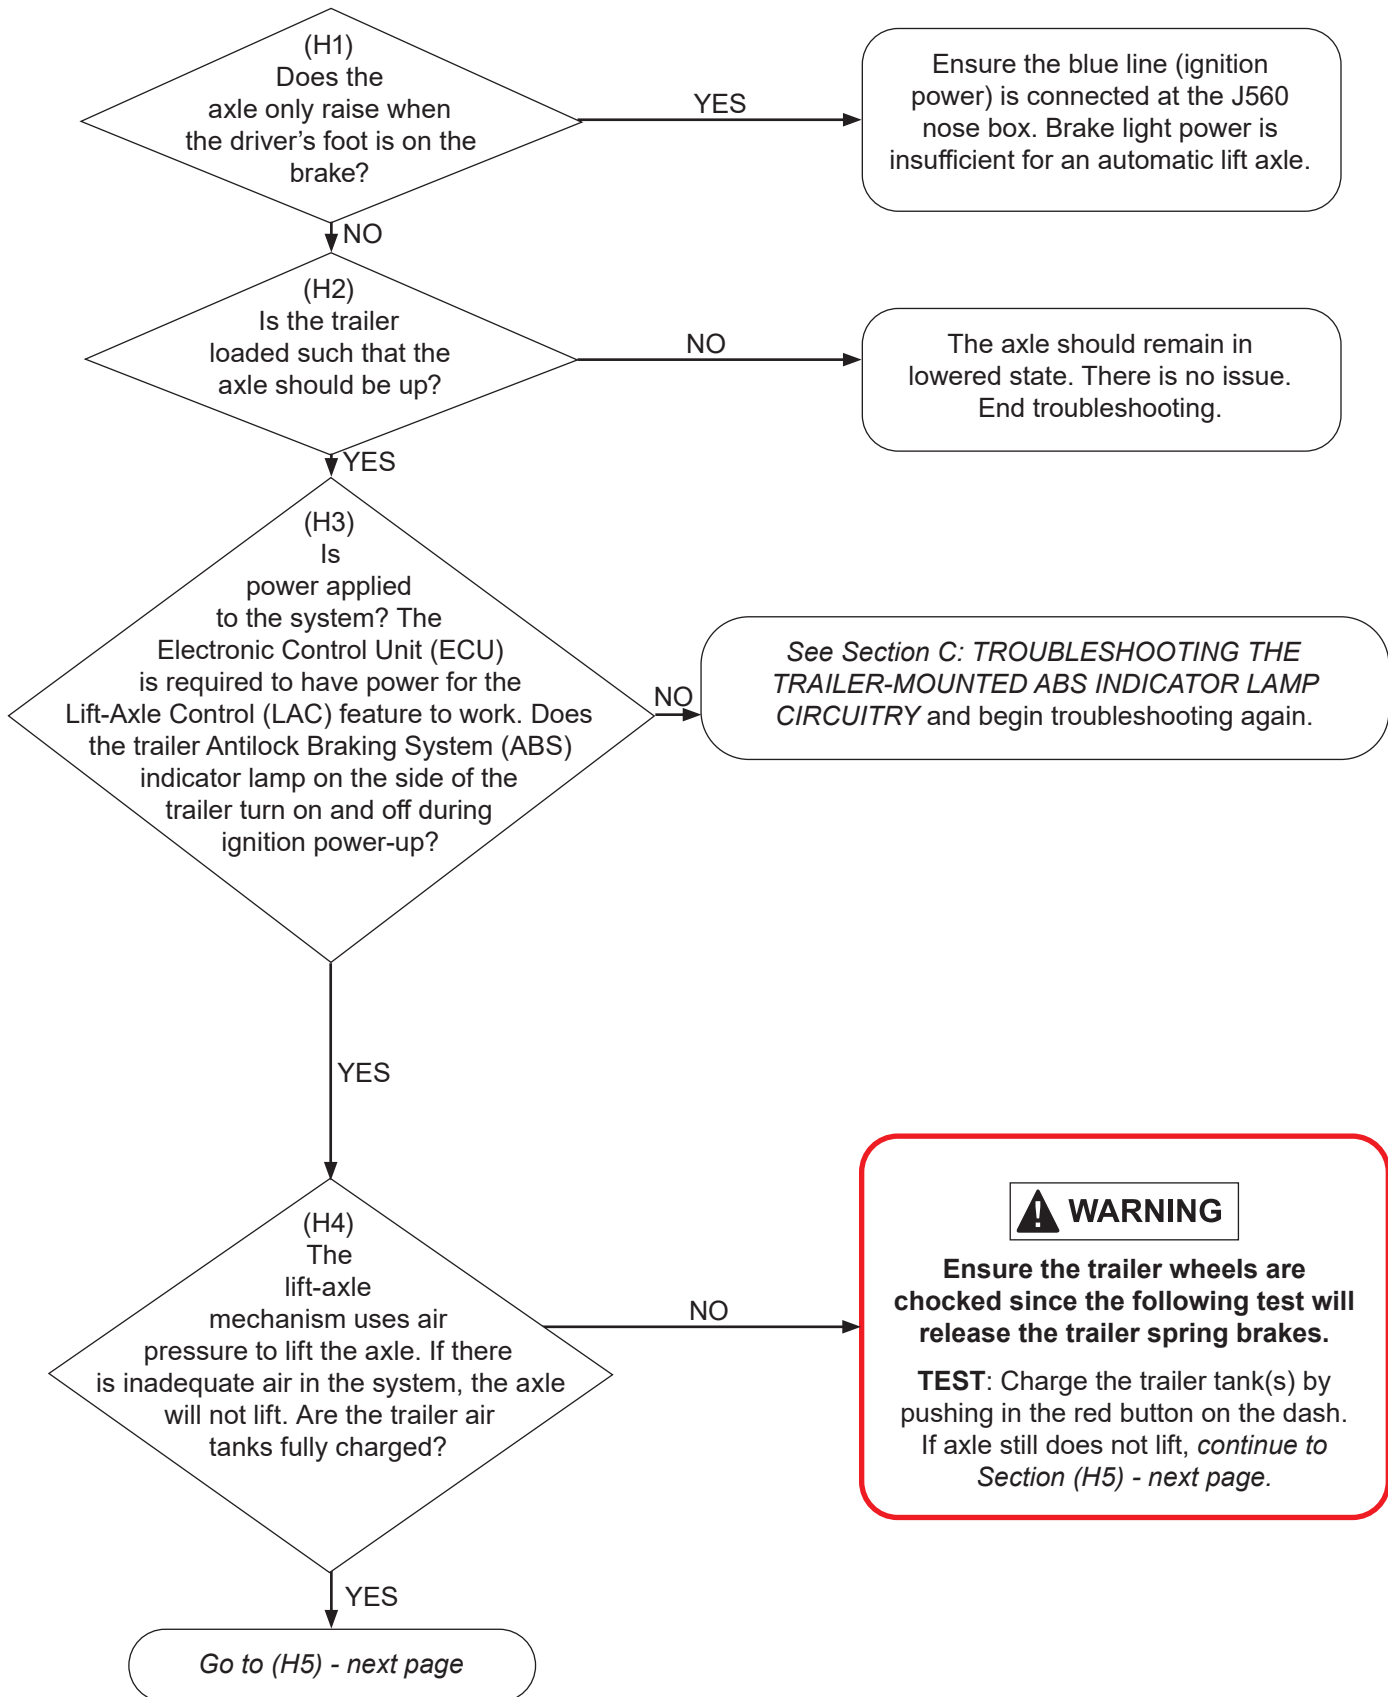 (H1)
Does the
axle only raise when
the driver’s foot is on the
brake?
YES
Ensure the blue line (ignition
power) is connected at the J560
nose box. Brake light power is
insufficient for an automatic lift axle.
NO
(H2)
Is the trailer
loaded such that the
axle should be up?
NO
The axle should remain in
lowered state. There is no issue.
End troubleshooting.
YES
(H3)
Is
power applied
to the system? The
Electronic Control Unit (ECU)
is required to have power for the
Lift-Axle Control (LAC) feature to work. Does
the trailer Antilock Braking System (ABS)
indicator lamp on the side of the
trailer turn on and off during
ignition power-up?
NO
See Section C: TROUBLESHOOTING THE
TRAILER-MOUNTED ABS INDICATOR LAMP
CIRCUITRY and begin troubleshooting again.
YES
(H4)
The
lift-axle
mechanism uses air
pressure to lift the axle. If there
is inadequate air in the system, the axle
will not lift. Are the trailer air
tanks fully charged?
NO
WARNING
Ensure the trailer wheels are
chocked since the following test will
release the trailer spring brakes.
TEST: Charge the trailer tank(s) by
pushing in the red button on the dash.
If axle still does not lift, continue to
Section (H5) - next page.
YES
Go to (H5) - next page